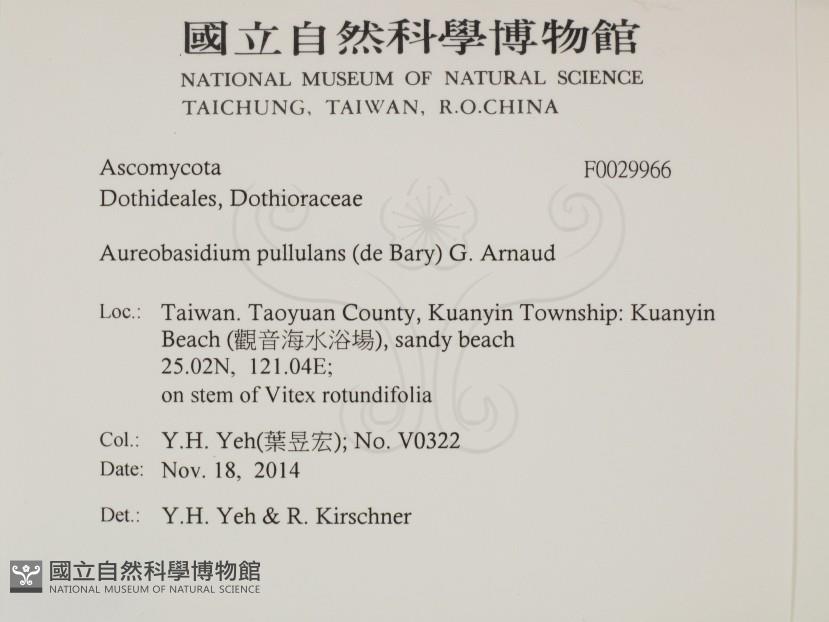 國立自然科學博物館
NATIONAL MUSEUM OF NATURAL SCIENCE
TAICHUNG, TAIWAN, R.O.CHINA
Ascomycota F0029966
Dothideales, Dothioraceae
Aureobasidium pullulans (de Bary) G. Arnaud
Loc.: Taiwan. Taoyuan County, Kuanyin Township: Kuanyin
Beach (觀音海水浴場), sandy beach
25.02N, 121.04E;
on stem of Vitex rotundifolia
Col.: Y.H. Yeh(葉昱宏); No. V0322
Date: Nov. 18, 2014
Det.: Y.H. Yeh & R. Kirschner
國立自然科學博物館
NATIONAL MUSEUM OF NATURAL SCIENCE